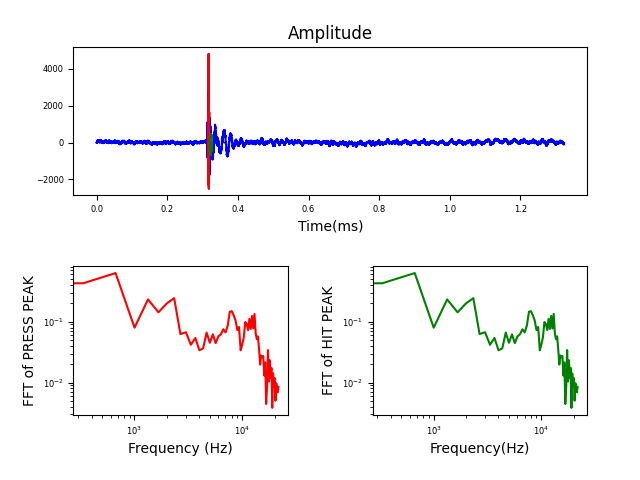 Amplitude
4000
2000
0
−2000
0.0 0.2 0.4 0.6 0.8 1.0 1.2
Time(ms)
FFT of PRESS PEAK
10⁻¹
10⁻²
10³ 10⁴
Frequency (Hz)
FFT of HIT PEAK
10⁻¹
10⁻²
10³ 10⁴
Frequency(Hz)